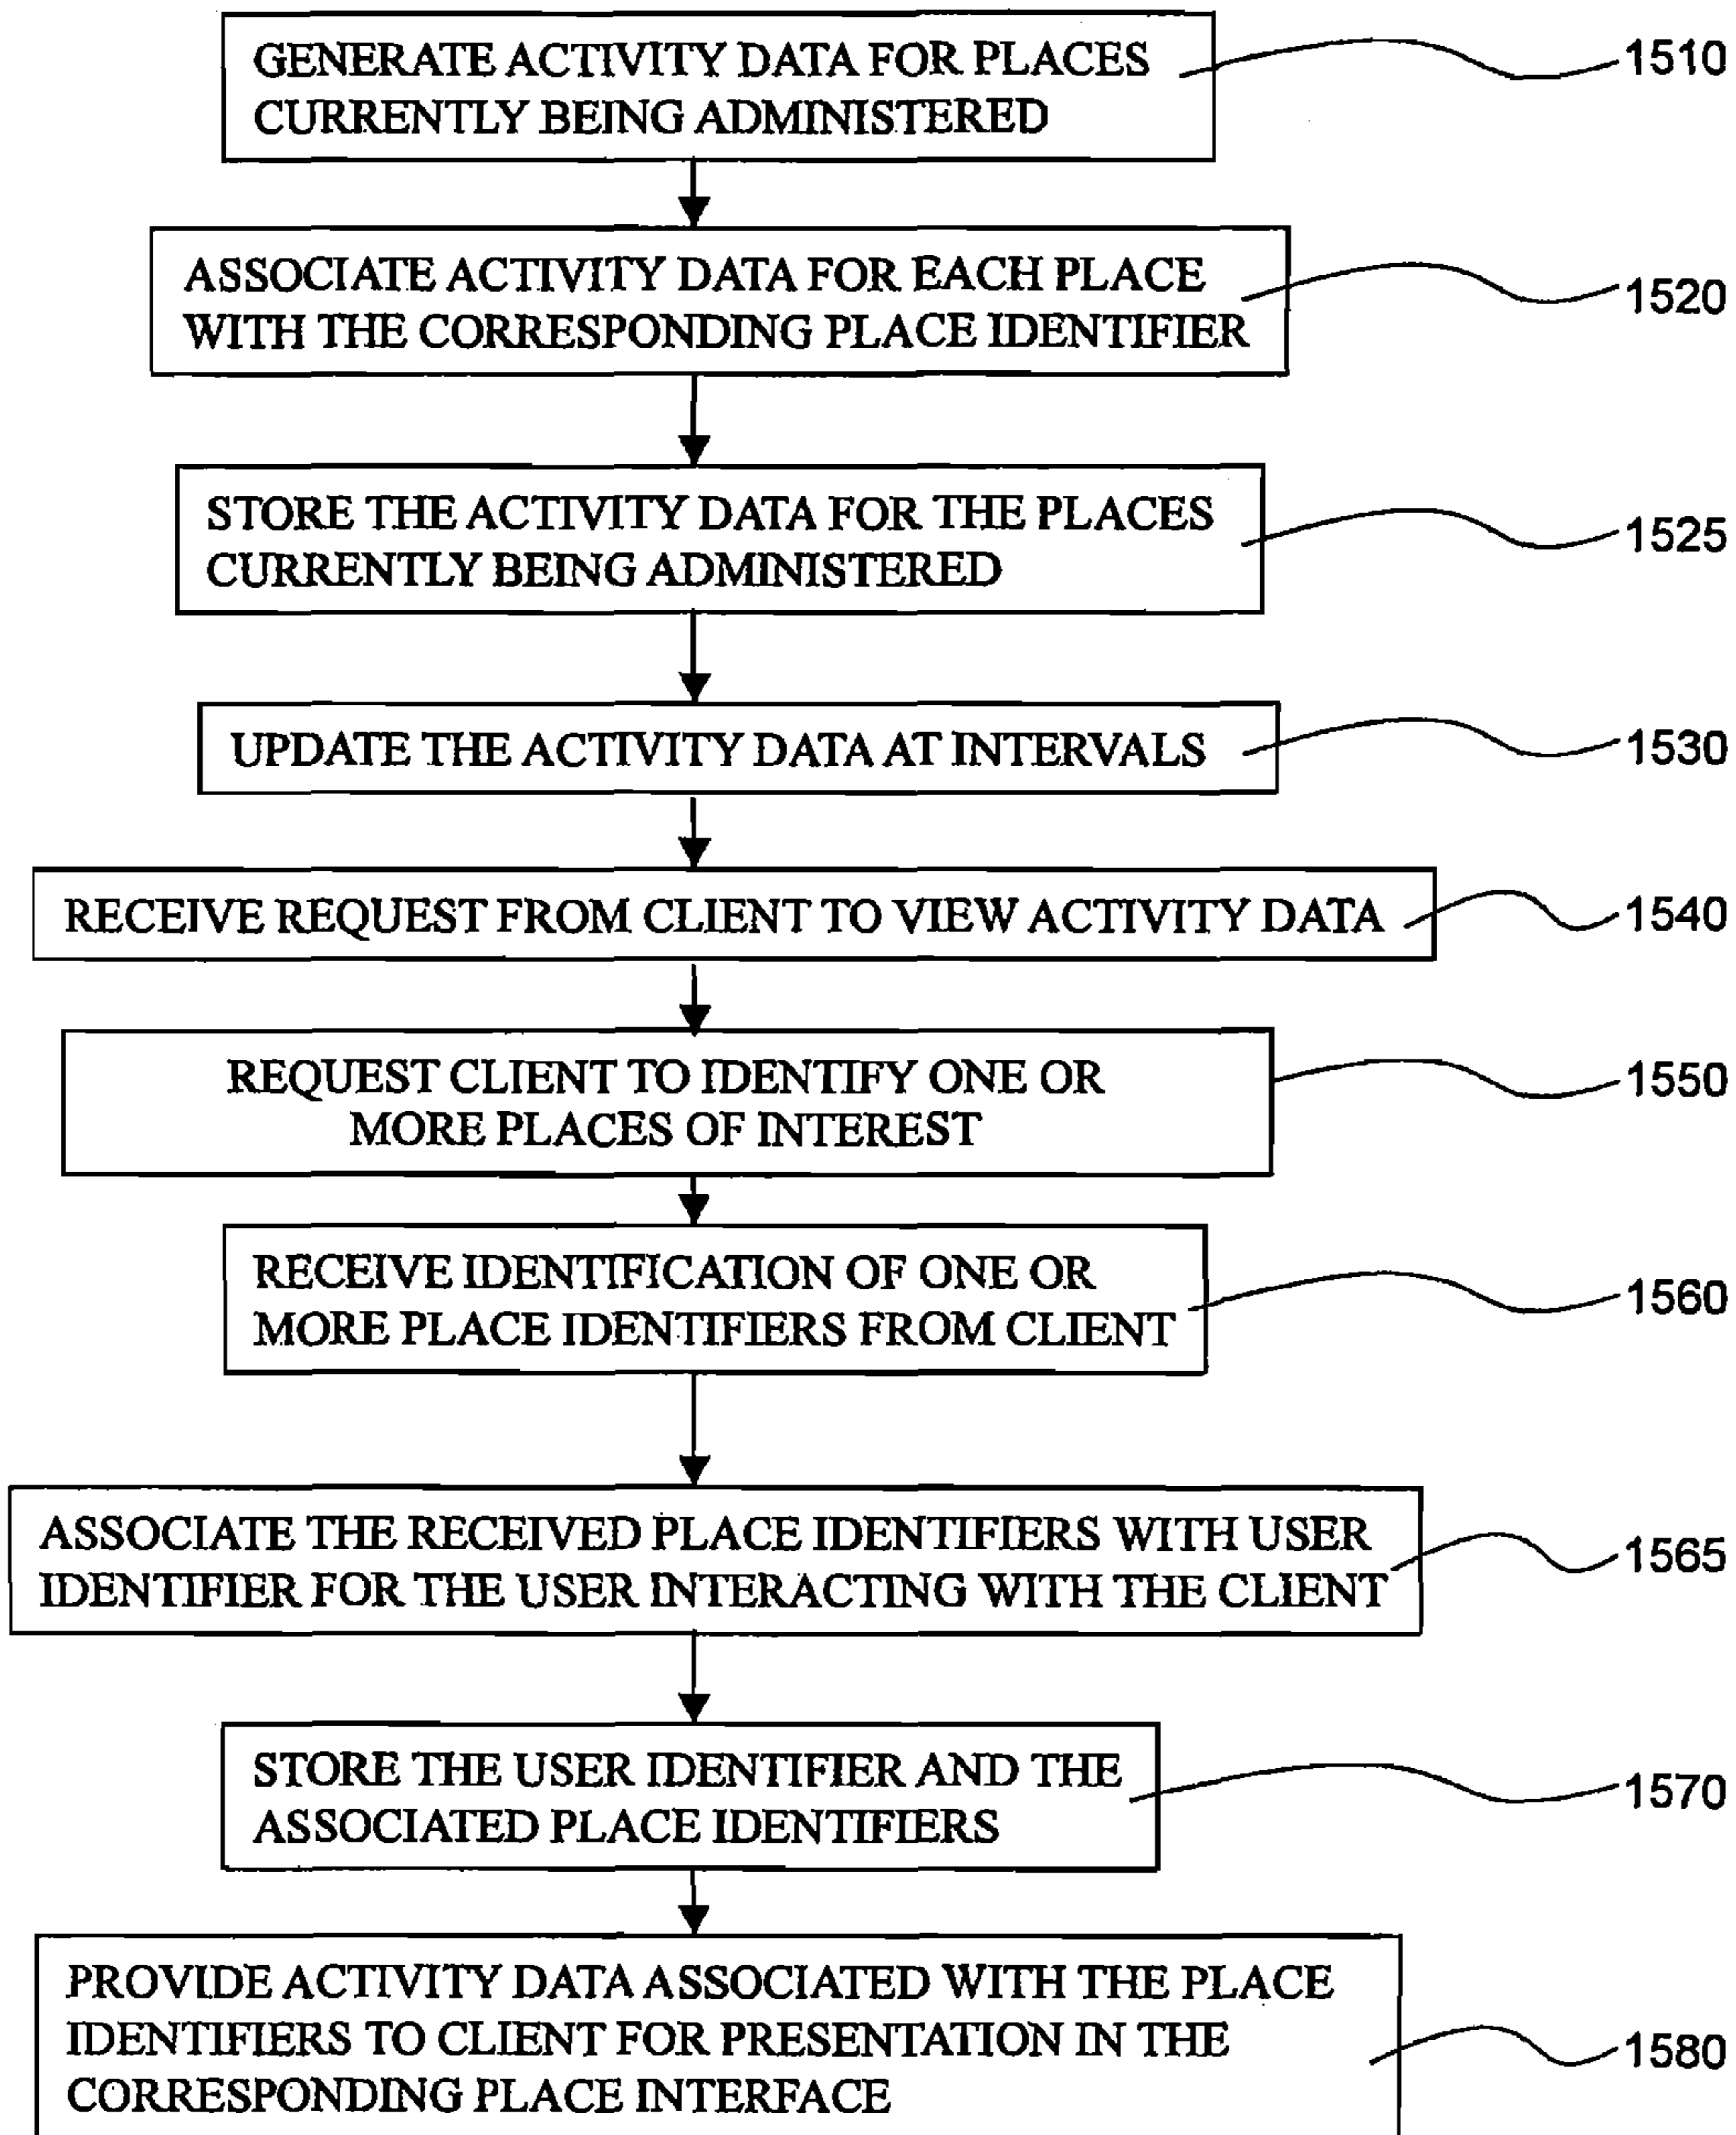 GENERATE ACTIVITY DATA FOR PLACES
CURRENTLY BEING ADMINISTERED
1510
ASSOCIATE ACTIVITY DATA FOR EACH PLACE
WITH THE CORRESPONDING PLACE IDENTIFIER
1520
STORE THE ACTIVITY DATA FOR THE PLACES
CURRENTLY BEING ADMINISTERED
1525
UPDATE THE ACTIVITY DATA AT INTERVALS
1530
RECEIVE REQUEST FROM CLIENT TO VIEW ACTIVITY DATA
1540
REQUEST CLIENT TO IDENTIFY ONE OR
MORE PLACES OF INTEREST
1550
RECEIVE IDENTIFICATION OF ONE OR
MORE PLACE IDENTIFIERS FROM CLIENT
1560
ASSOCIATE THE RECEIVED PLACE IDENTIFIERS WITH USER
IDENTIFIER FOR THE USER INTERACTING WITH THE CLIENT
1565
STORE THE USER IDENTIFIER AND THE
ASSOCIATED PLACE IDENTIFIERS
1570
PROVIDE ACTIVITY DATA ASSOCIATED WITH THE PLACE
IDENTIFIERS TO CLIENT FOR PRESENTATION IN THE
CORRESPONDING PLACE INTERFACE
1580